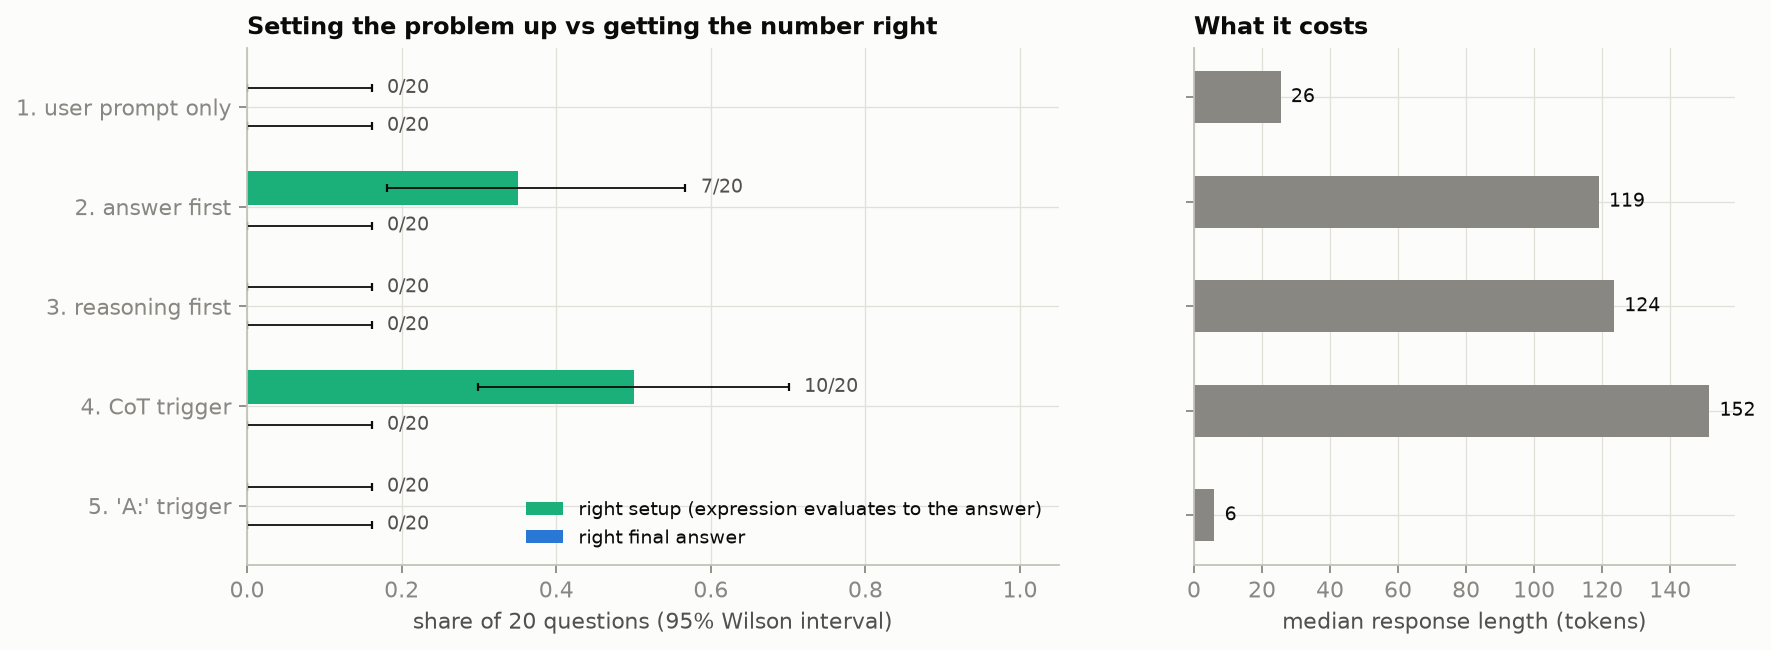 Setting the problem up vs getting the number right
1. user prompt only
0/20
0/20
2. answer first
7/20
0/20
3. reasoning first
0/20
0/20
4. CoT trigger
10/20
0/20
5. 'A:' trigger
0/20
0/20
right setup (expression evaluates to the answer)
right final answer
0.0 0.2 0.4 0.6 0.8 1.0
share of 20 questions (95% Wilson interval)
What it costs
26
119
124
152
6
0 20 40 60 80 100 120 140
median response length (tokens)